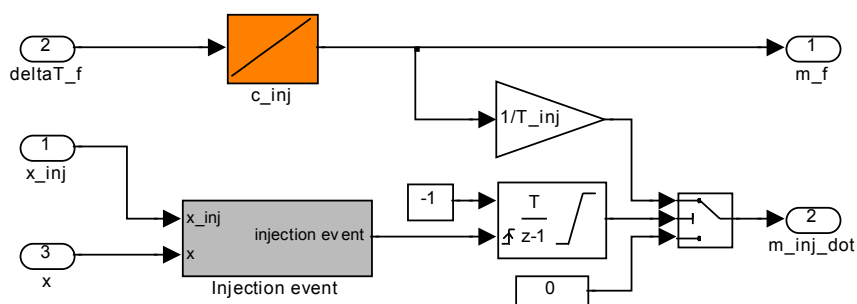 2
deltaT_f
c_inj
1
m_f
1/T_inj
1
x_inj
x_inj
x
injection event
Injection event
3
x
-1
T
z-1
0
2
m_inj_dot